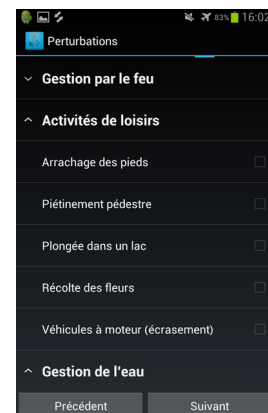 83% 16:02
Perturbations
Gestion par le feu
Activités de loisirs
Arrachage des pieds
Piétinement pédestre
Plongée dans un lac
Récolte des fleurs
Véhicules à moteur (écrasement)
Gestion de l'eau
Précédent Suivant